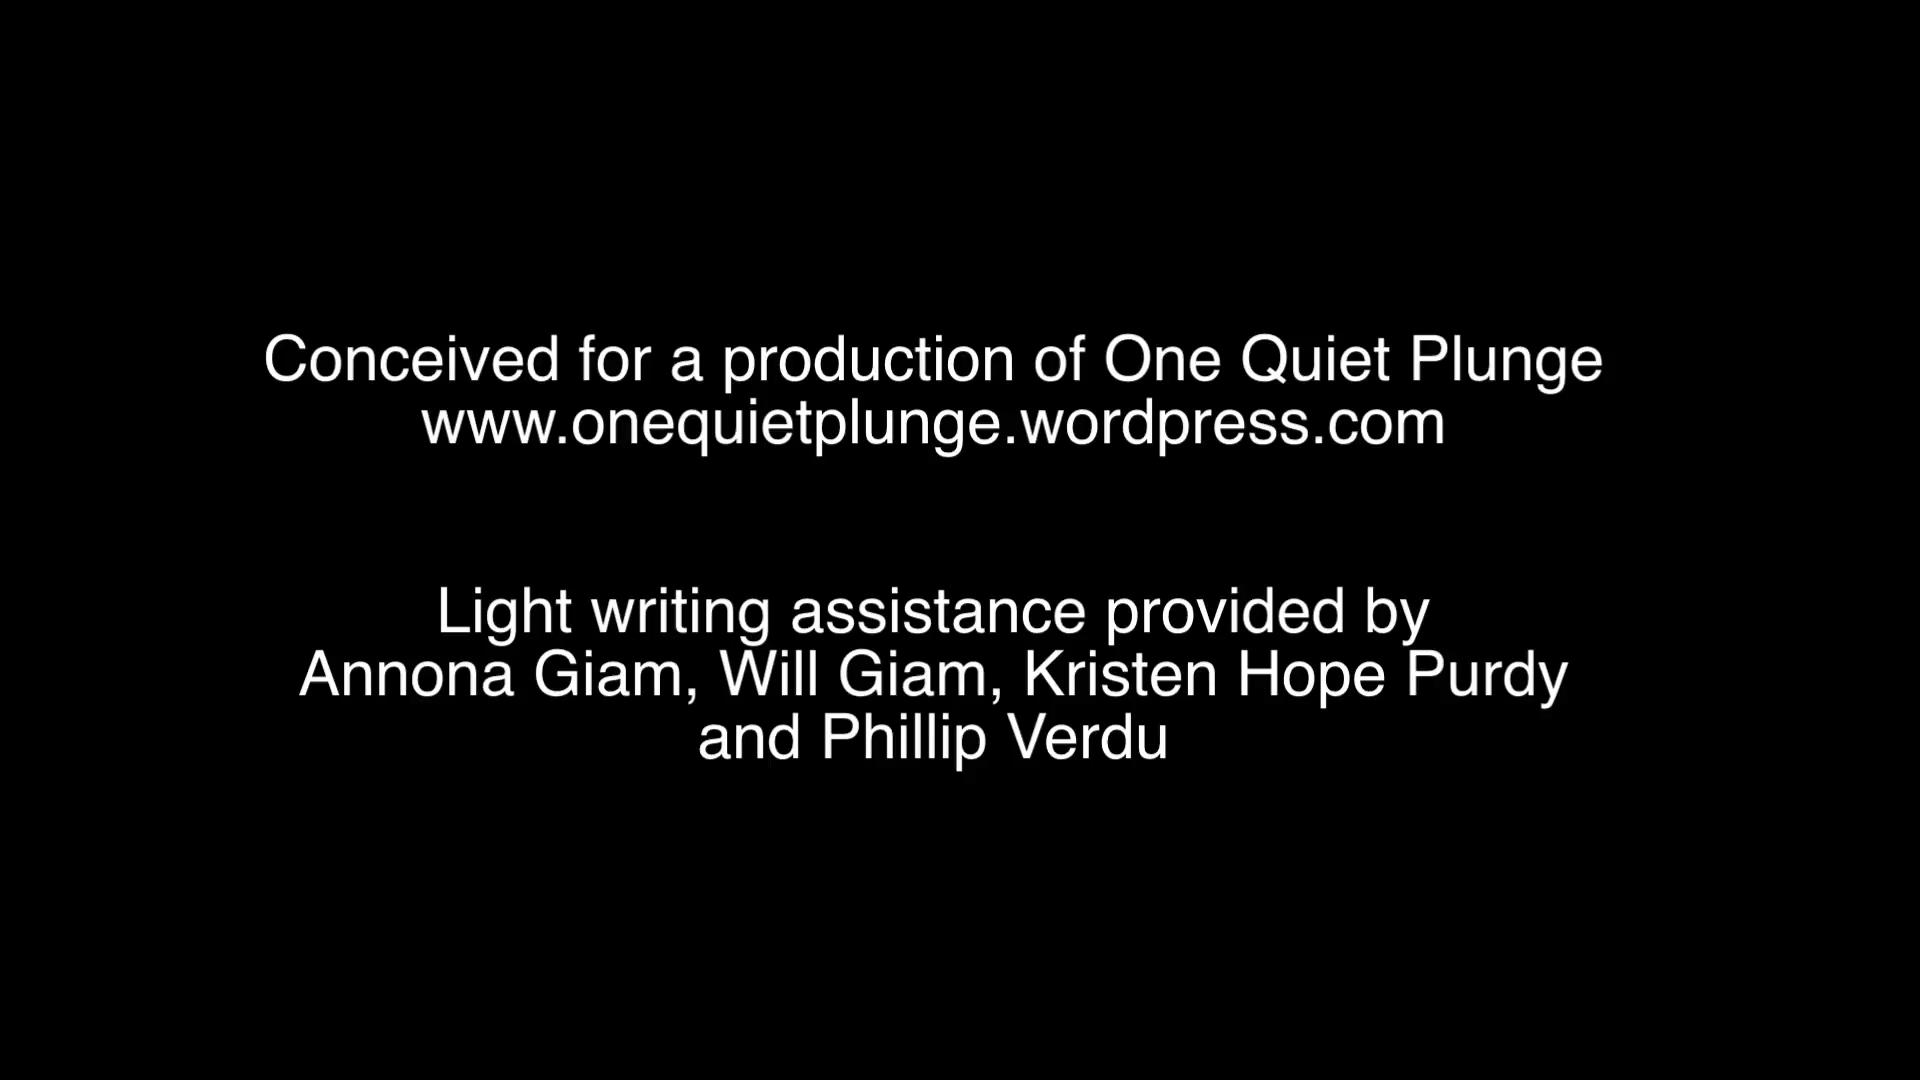 Conceived for a production of One Quiet Plunge
www.onequietplunge.wordpress.com
Light writing assistance provided by
Annona Giam, Will Giam, Kristen Hope Purdy
and Phillip Verdu